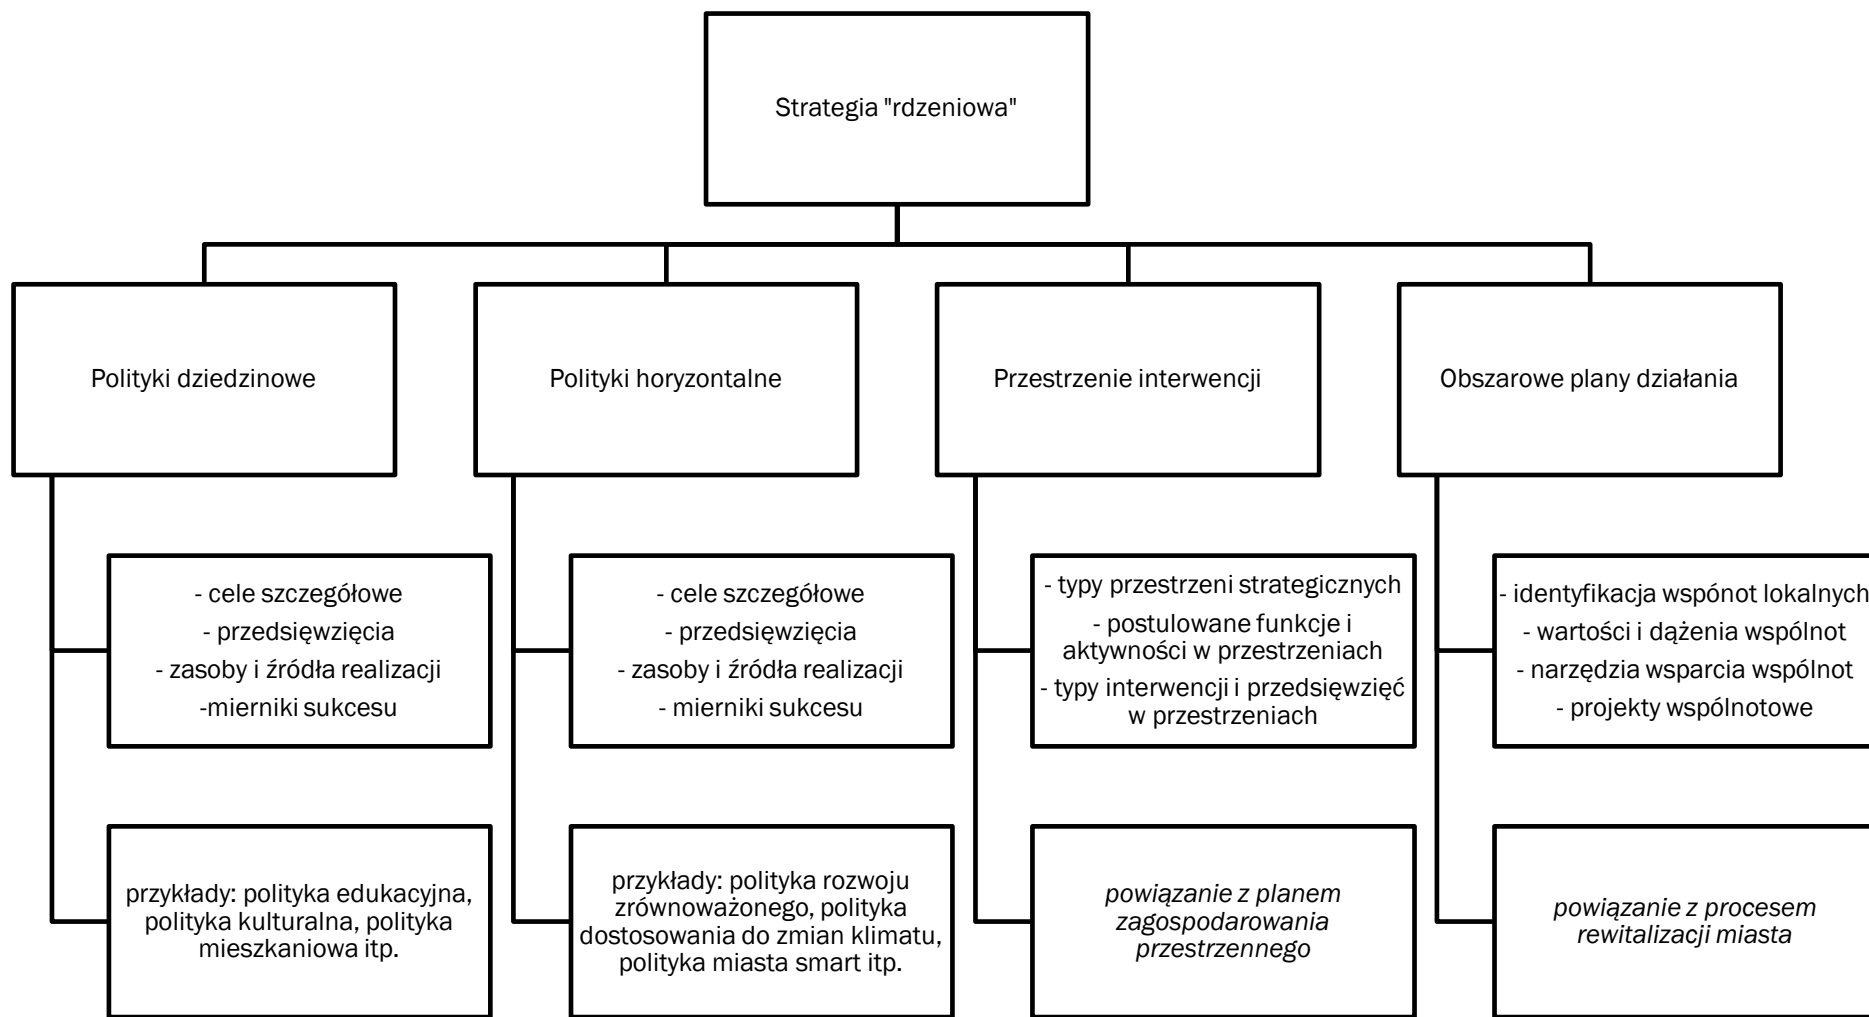 Strategia "rdzeniowa"
Polityki dziedzinowe
Polityki horyzontalne
Przestrzenie interwencji
Obszarowe plany działania
- cele szczegółowe
- przedsięwzięcia
- zasoby i źródła realizacji
-mierniki sukcesu
- cele szczegółowe
- przedsięwzięcia
- zasoby i źródła realizacji
- mierniki sukcesu
- typy przestrzeni strategicznych
- postulowane funkcje i
aktywności w przestrzeniach
- typy interwencji i przedsięwzięć
w przestrzeniach
- identyfikacja wspónot lokalnych
- wartości i dążenia wspólnot
- narzędzia wsparcia wspólnot
- projekty wspólnotowe
przykłady: polityka edukacyjna,
polityka kulturalna, polityka
mieszkaniowa itp.
przykłady: polityka rozwoju
zrównoważonego, polityka
dostosowania do zmian klimatu,
polityka miasta smart itp.
powiązanie z planem
zagospodarowania
przestrzennego
powiązanie z procesem
rewitalizacji miasta